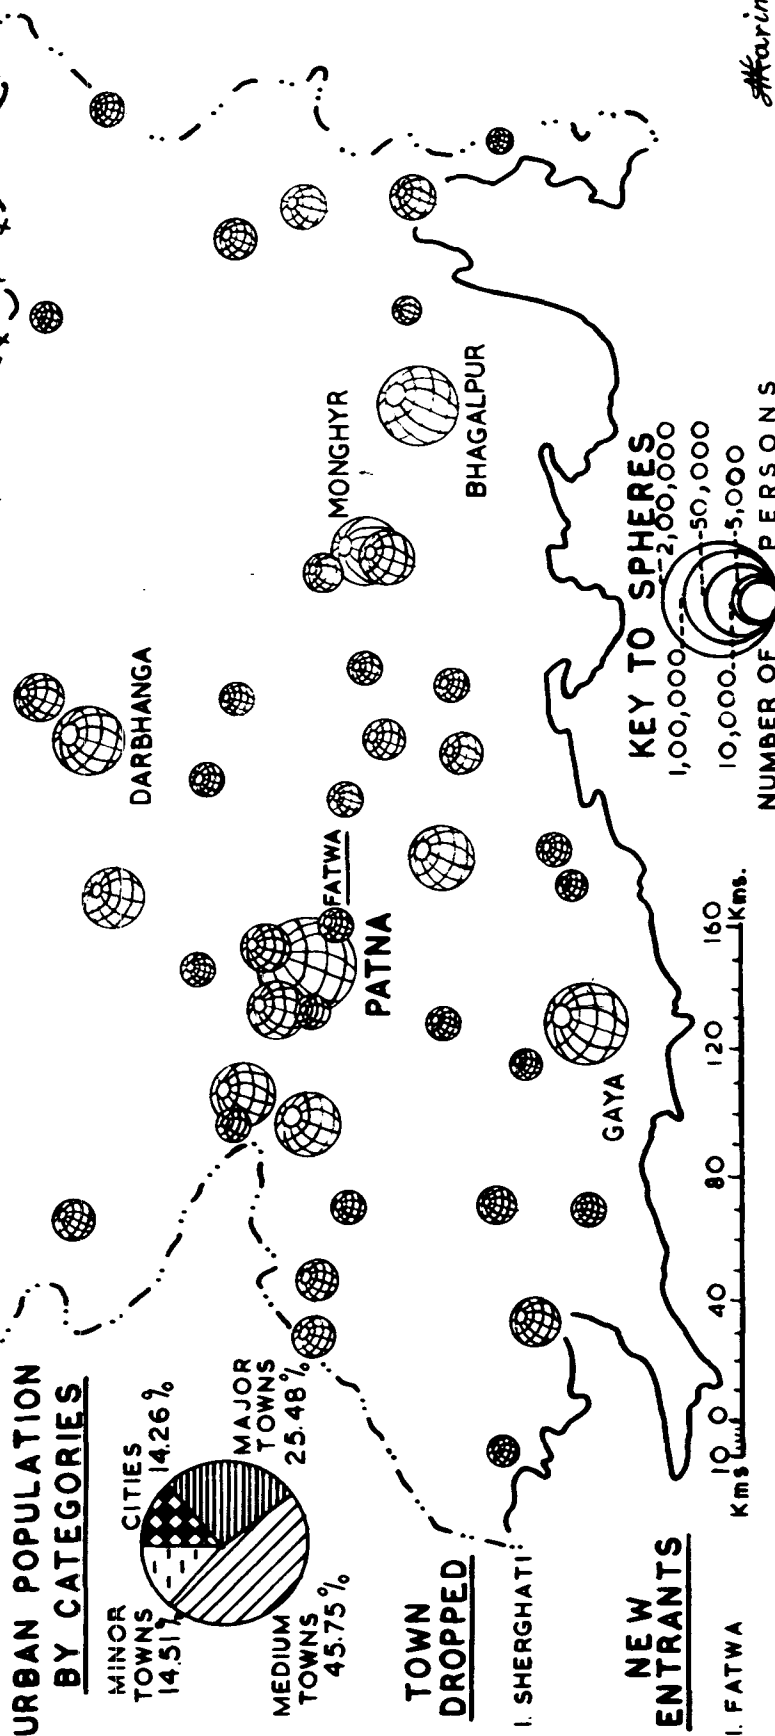 URBAN POPULATION
BY CATEGORIES
CITIES
14.26%
MAJOR
TOWNS
25.48%
MINOR
TOWNS
14.51%
MEDIUM
TOWNS
45.75%
TOWN
DROPPED
1. SHERGHATI
NEW
ENTRANTS
1. FATWA
DARBHANGA
MONGHYR
BHAGALPUR
FATWA
PATNA
GAYA
KEY TO SPHERES
1,00,000 2,00,000
50,000
10,000 5,000
NUMBER OF PERSONS
10 0 40 80 120 160
Kms Kms.